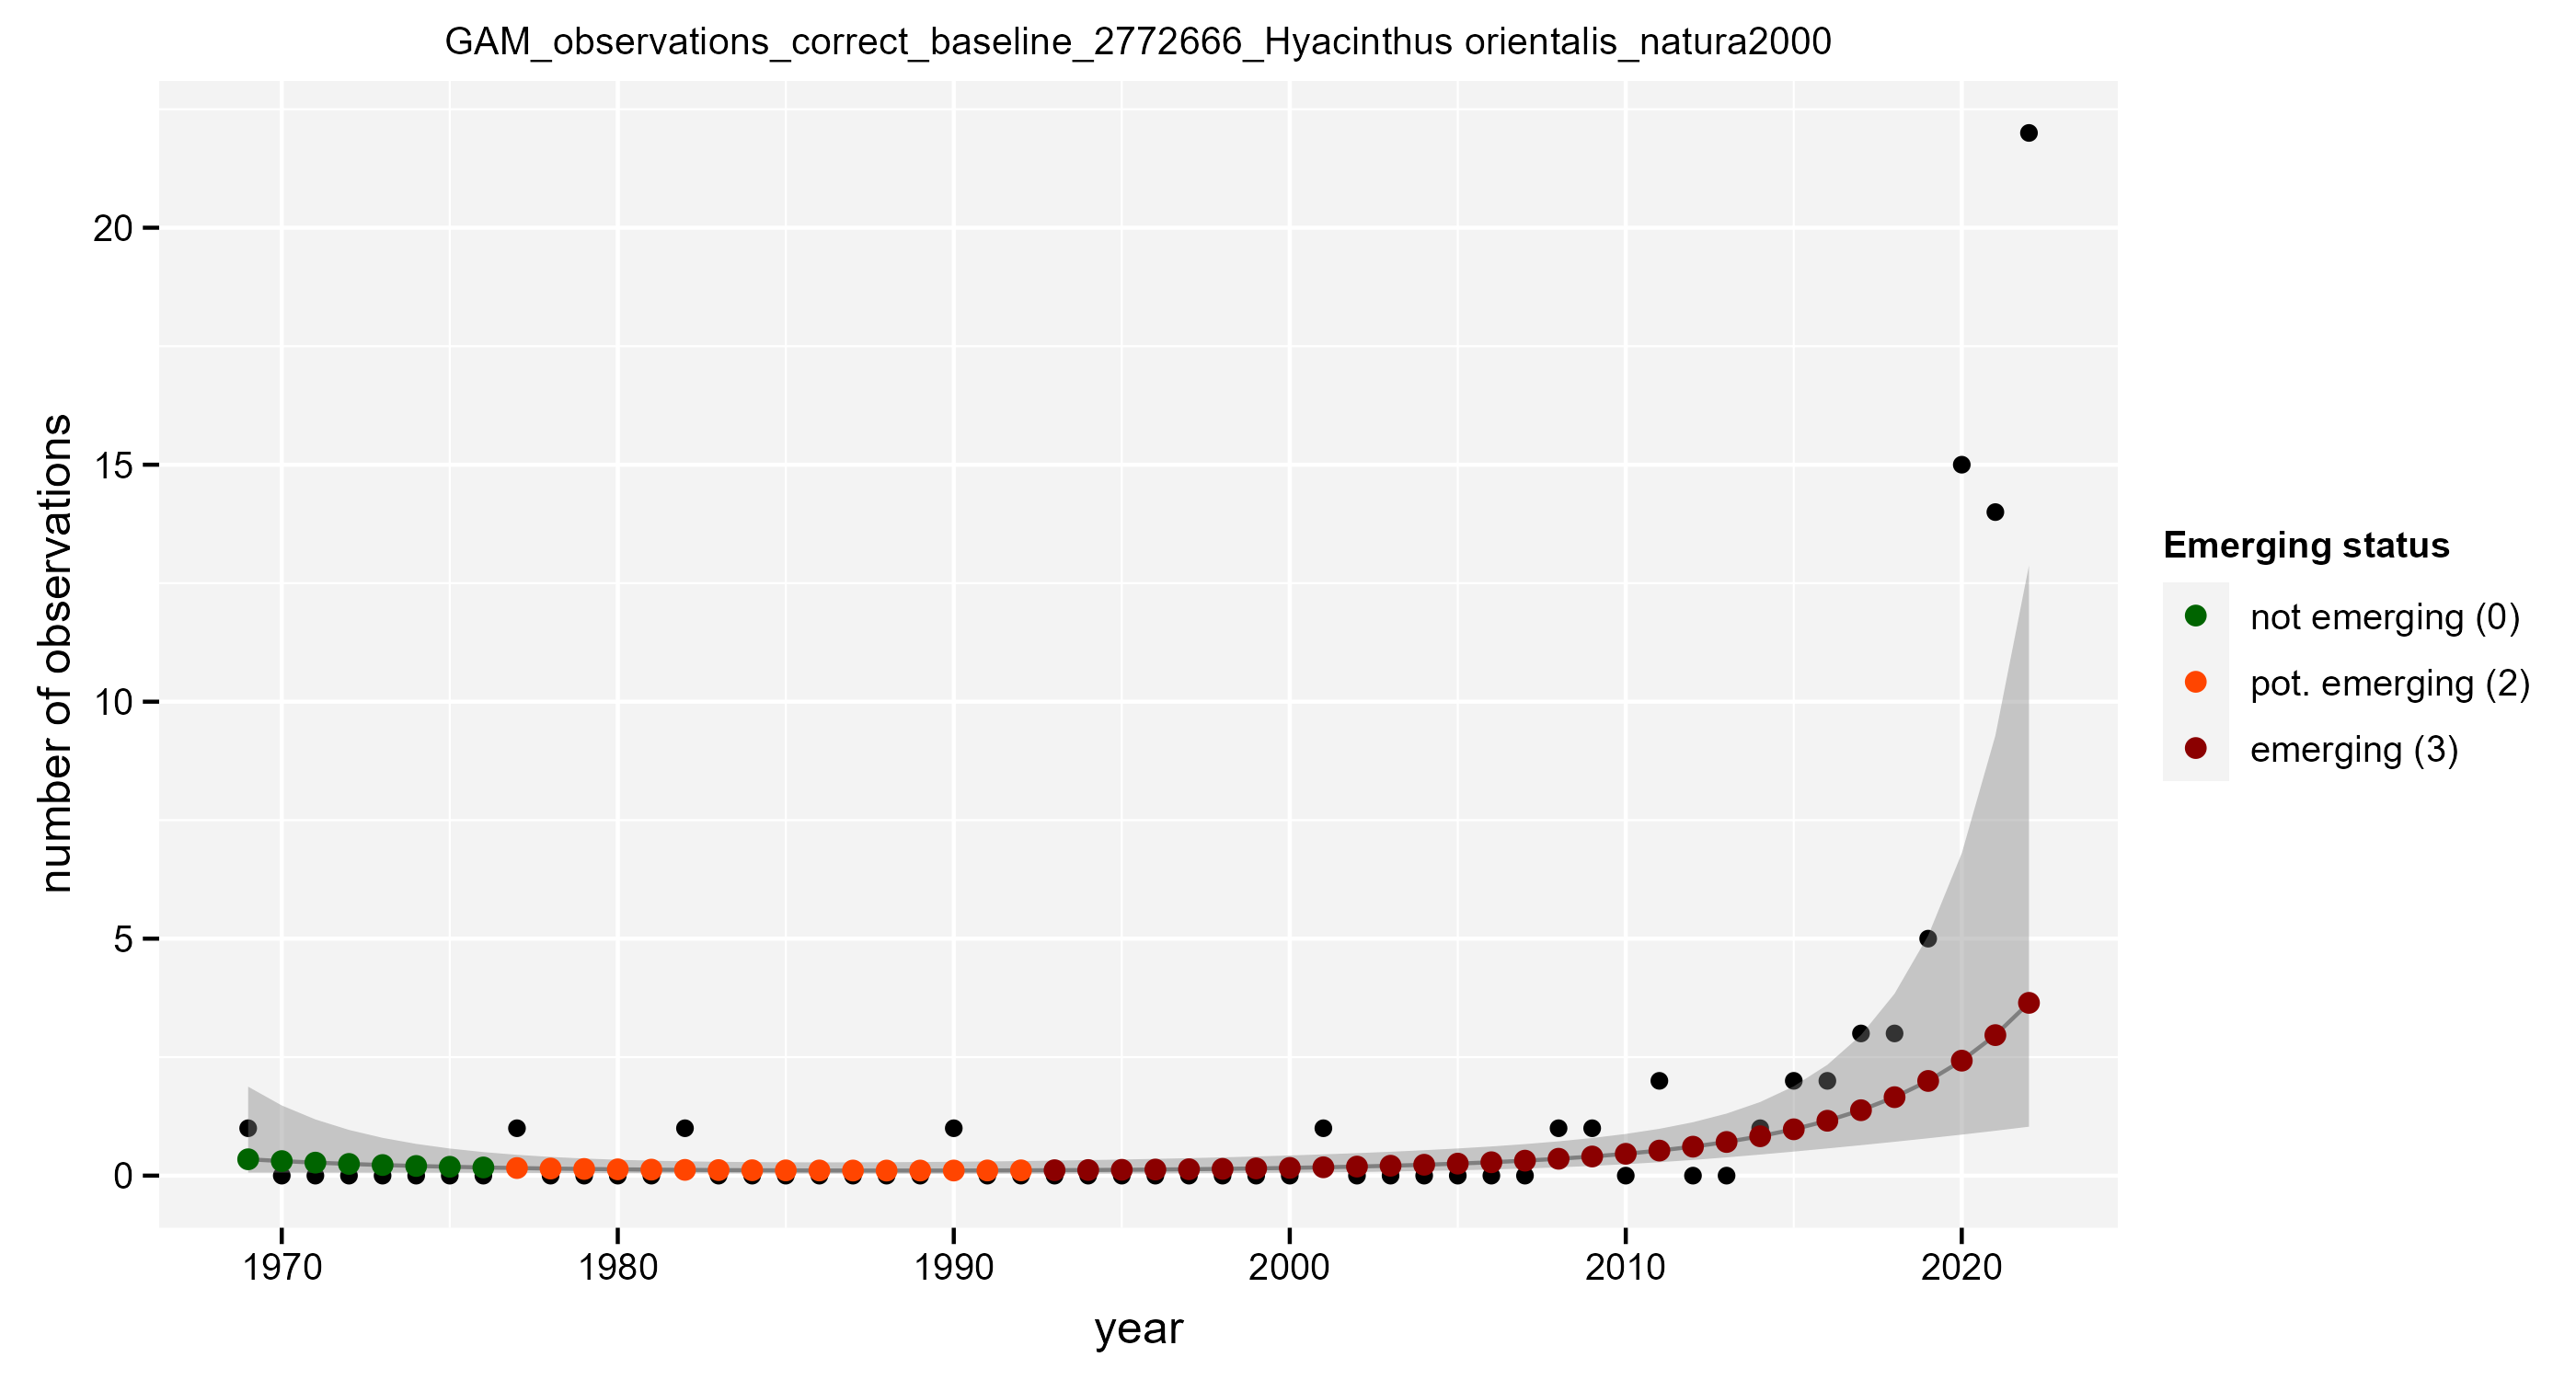 GAM_observations_correct_baseline_2772666_Hyacinthus orientalis_natura2000
number of observations
20
15
10
5
0
1970 1980 1990 2000 2010 2020
year
Emerging status
not emerging (0)
pot. emerging (2)
emerging (3)